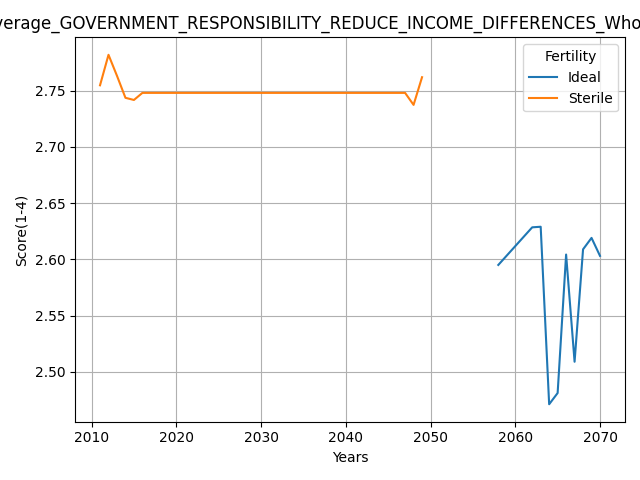 verage_GOVERNMENT_RESPONSIBILITY_REDUCE_INCOME_DIFFERENCES_Who
Fertility
Ideal
Sterile
2.75
2.70
2.65
2.60
2.55
2.50
Score(1-4)
2010 2020 2030 2040 2050 2060 2070
Years